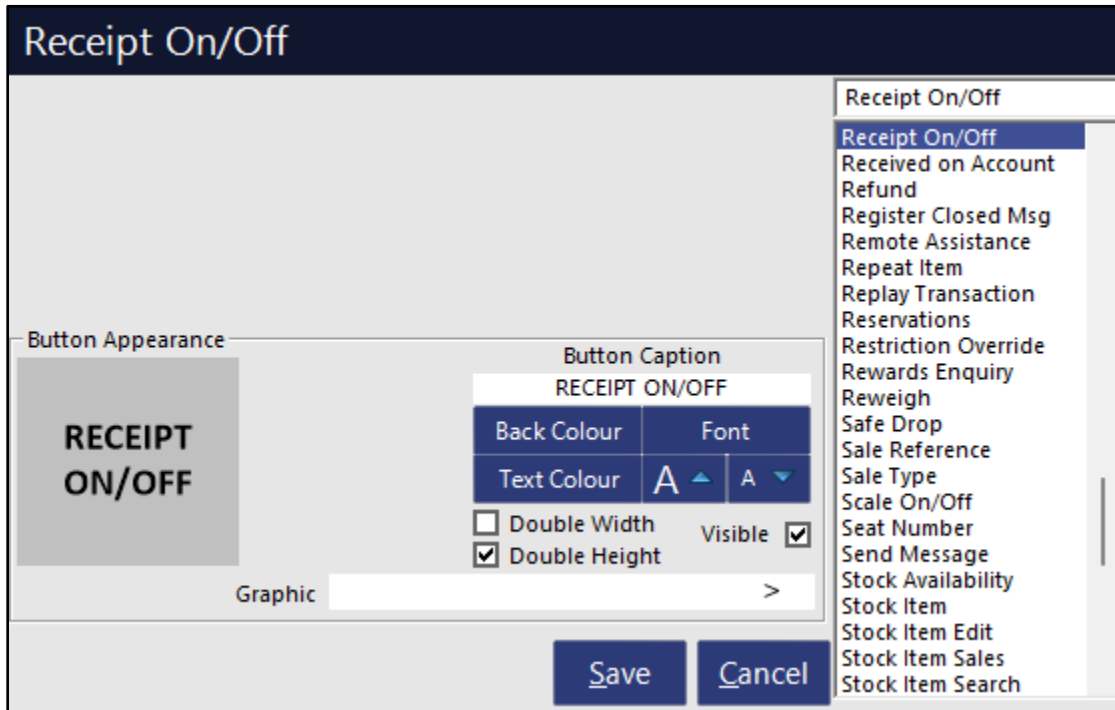 Receipt On/Off
Receipt On/Off
Receipt On/Off
Received on Account
Refund
Register Closed Msg
Remote Assistance
Repeat Item
Replay Transaction
Reservations
Restriction Override
Rewards Enquiry
Reweigh
Safe Drop
Sale Reference
Sale Type
Scale On/Off
Seat Number
Send Message
Stock Availability
Stock Item
Stock Item Edit
Stock Item Sales
Stock Item Search
Button Appearance
RECEIPT
ON/OFF
Button Caption
RECEIPT ON/OFF
Back Colour Font
Text Colour A A
Double Width
Visible
Double Height
Graphic >
Save Cancel